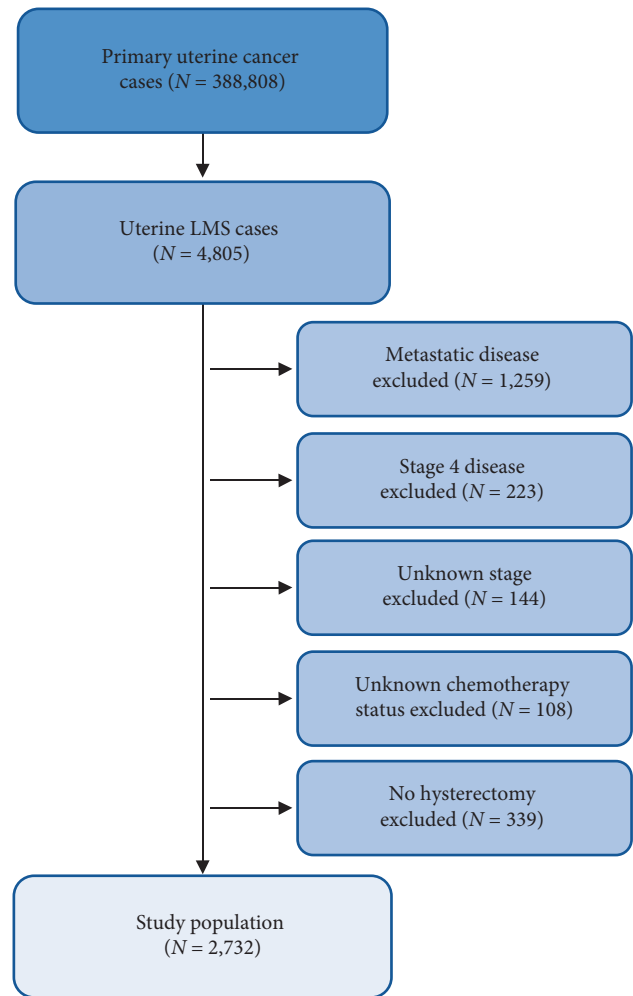 Primary uterine cancer
cases (N = 388,808)
Uterine LMS cases
(N = 4,805)
Metastatic disease
excluded (N = 1,259)
Stage 4 disease
excluded (N = 223)
Unknown stage
excluded (N = 144)
Unknown chemotherapy
status excluded (N = 108)
No hysterectomy
excluded (N = 339)
Study population
(N = 2,732)